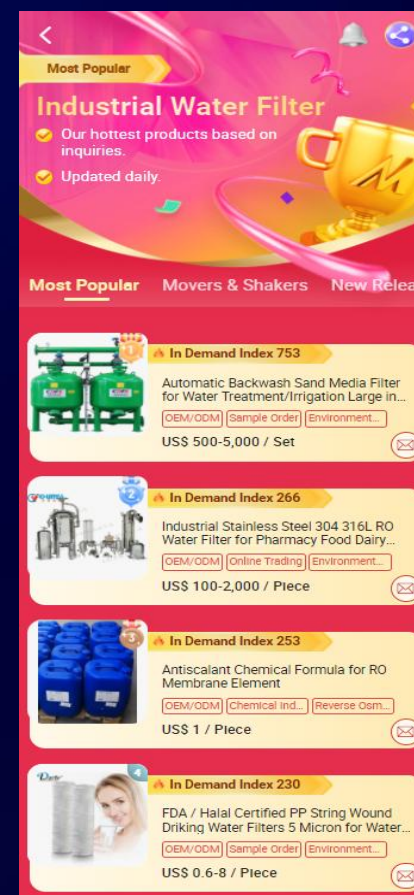 Most Popular
Industrial Water Filter
Our hottest products based on
inquiries.
Updated daily.
Most Popular Movers & Shakers New Relea
1
In Demand Index 753
Automatic Backwash Sand Media Filter
for Water Treatment/Irrigation Large in...
OEM/ODM Sample Order Environment...
US$ 500-5,000 / Set
2
In Demand Index 266
Industrial Stainless Steel 304 316L RO
Water Filter for Pharmacy Food Dairy...
OEM/ODM Online Trading Environment...
US$ 100-2,000 / Piece
3
In Demand Index 253
Antiscalant Chemical Formula for RO
Membrane Element
OEM/ODM Chemical Ind... Reverse Osm...
US$ 1 / Piece
4
In Demand Index 230
FDA / Halal Certified PP String Wound
Driking Water Filters 5 Micron for Water...
OEM/ODM Sample Order Environment...
US$ 0.6-8 / Piece